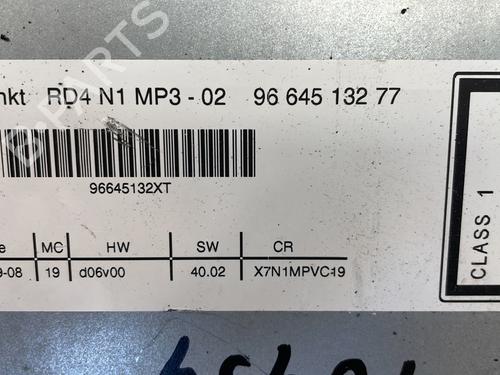 nkt RD4 N1 MP3 - 02 96 645 132 77
96645132XT
e MC HW SW CR
9-08 19 d06v00 40.02 X7N1MPVC19
CLASS 1
PARTS